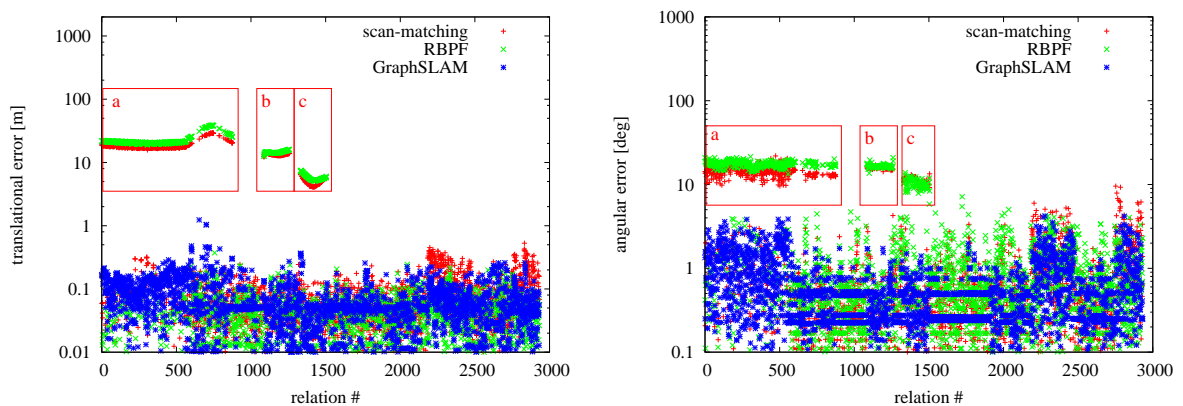 1000
100
10
1
0.1
0.01
translational error [m]
scan-matching
RBPF
GraphSLAM
a
b
c
0 500 1000 1500 2000 2500 3000
relation #
1000
100
10
1
0.1
angular error [deg]
scan-matching
RBPF
GraphSLAM
a
b
c
0 500 1000 1500 2000 2500 3000
relation #